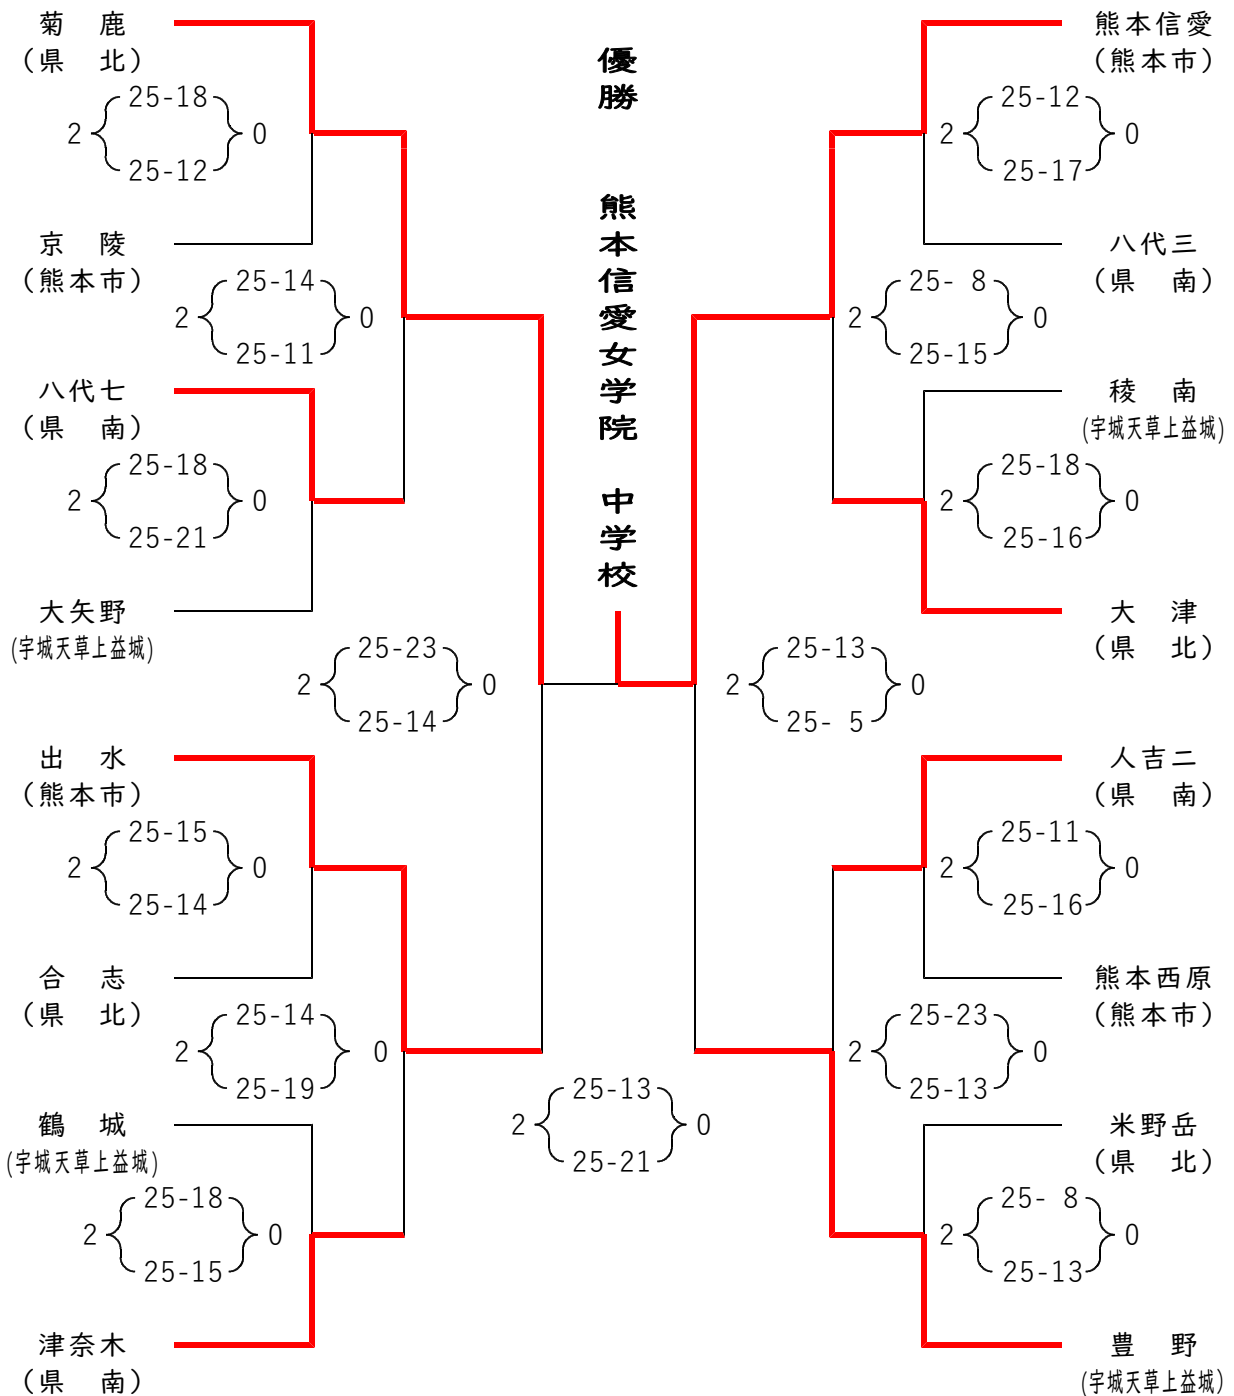 優勝　熊本信愛女学院　中学校
菊　鹿
（県　北）
25-18
2 0
25-12
京　陵
（熊本市）
25-14
2 0
25-11
八代七
（県　南）
25-18
2 0
25-21
大矢野
(宇城天草上益城)
25-23
2 0
25-14
出　水
（熊本市）
25-15
2 0
25-14
合　志
（県　北）
25-14
2 0
25-19
鶴　城
(宇城天草上益城)
25-18
2 0
25-15
津奈木
（県　南）
25-13
2 0
25-21
熊本信愛
（熊本市）
25-12
2 0
25-17
八代三
（県　南）
25- 8
2 0
25-15
稜　南
(宇城天草上益城)
25-18
2 0
25-16
大　津
（県　北）
25-13
2 0
25- 5
人吉二
（県　南）
25-11
2 0
25-16
熊本西原
（熊本市）
25-23
2 0
25-13
米野岳
（県　北）
25- 8
2 0
25-13
豊　野
(宇城天草上益城)